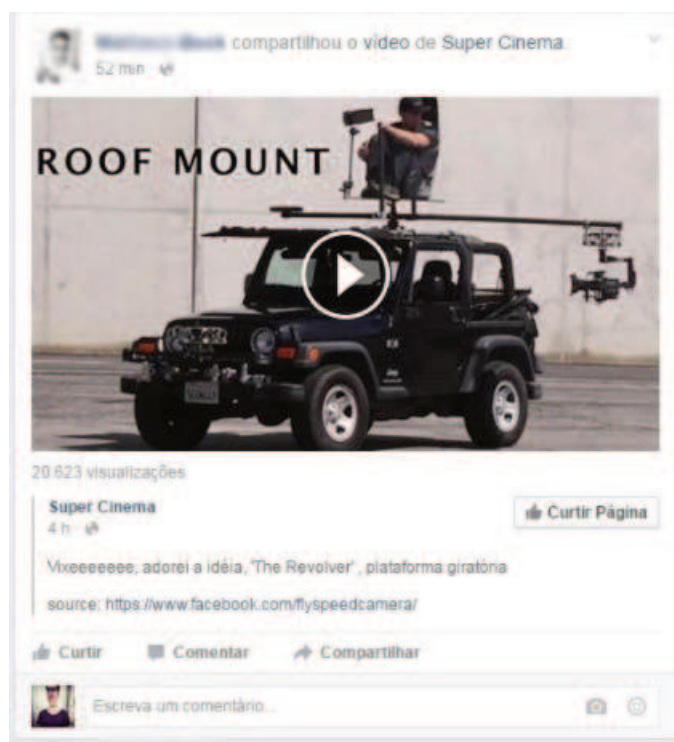 compartilhou o vídeo de Super Cinema.
52 min
ROOF MOUNT
20.623 visualizações
Super Cinema
4 h
Curtir Página
Vixeeeeeee, adorei a idéia, 'The Revolver', plataforma giratória
source: https://www.facebook.com/flyspeedcamera/
Curtir Comentar Compartilhar
Escreva um comentário...